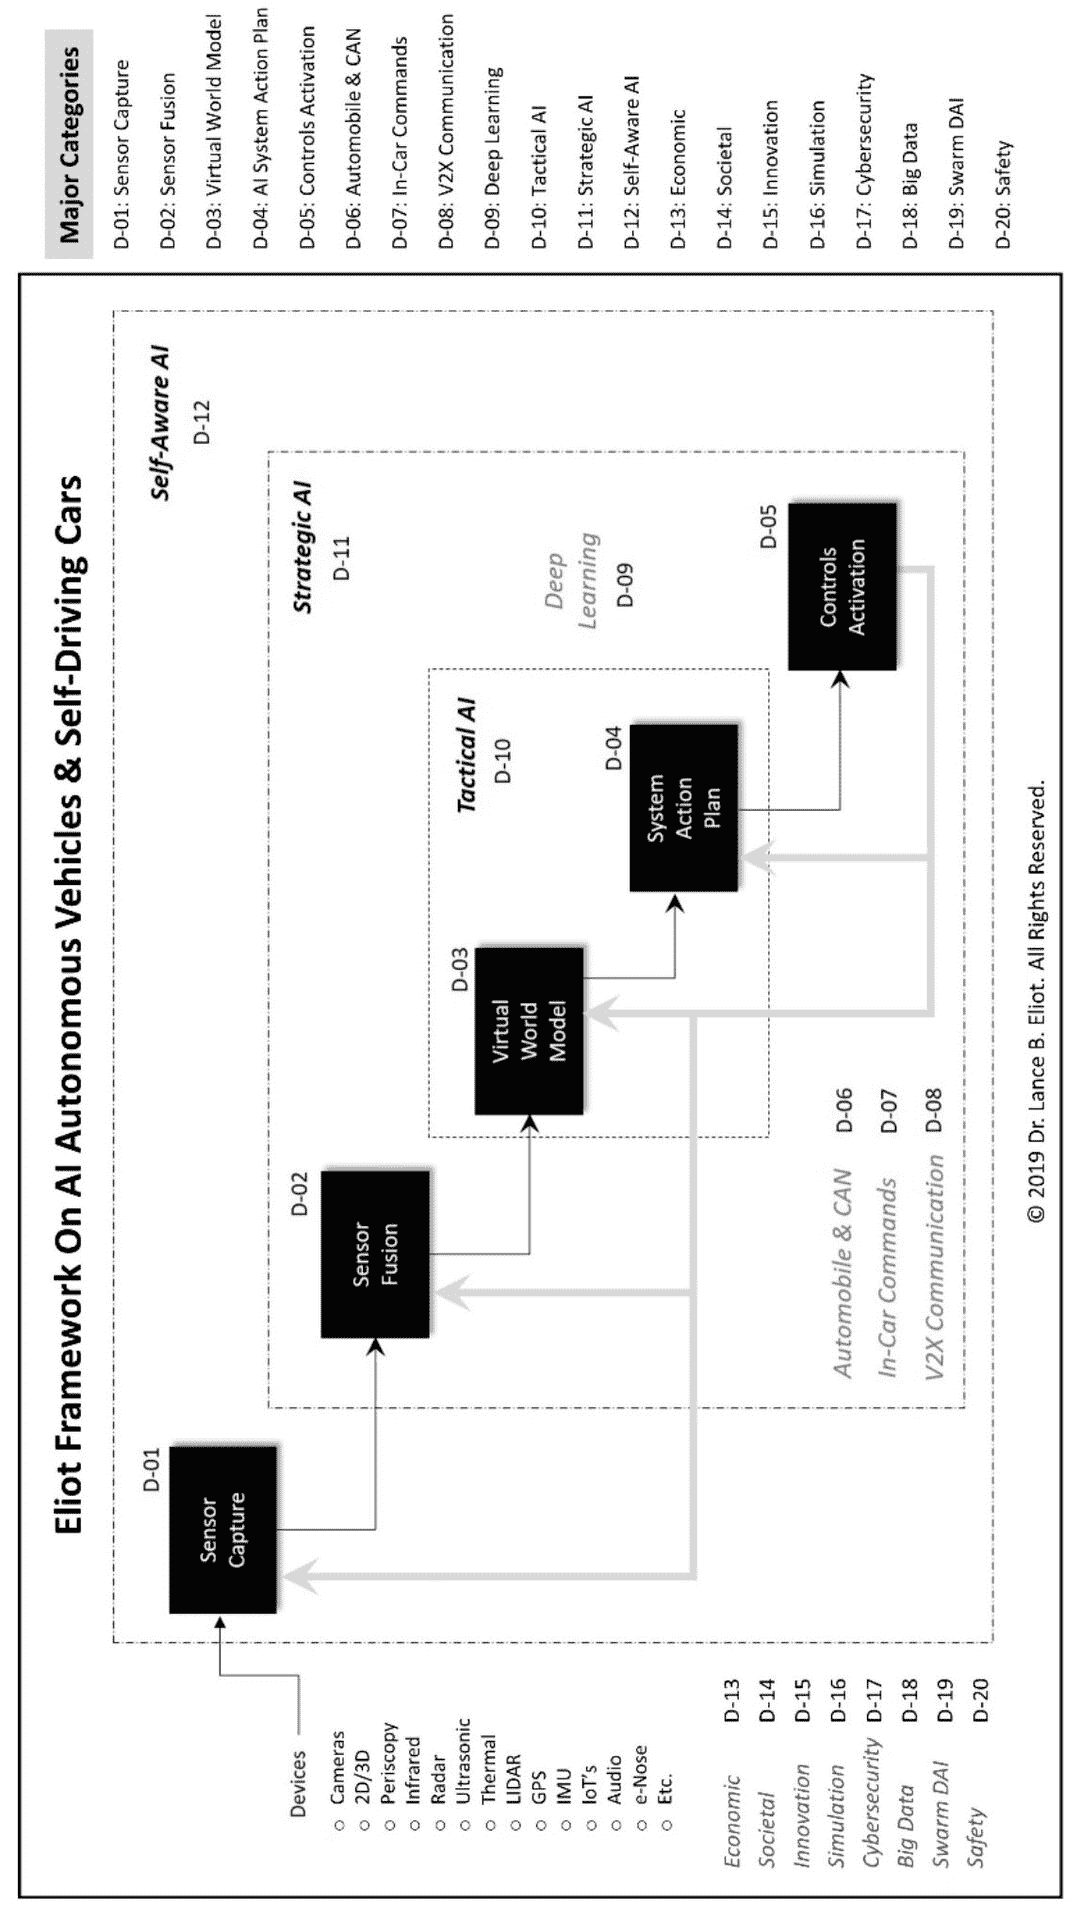 Eliot Framework On AI Autonomous Vehicles & Self-Driving Cars
Devices
Cameras
2D/3D
Periscopy
Infrared
Radar
Ultrasonic
Thermal
LIDAR
GPS
IMU
IoT's
Audio
e-Nose
Etc.
D-01
Sensor
Capture
D-02
Sensor
Fusion
D-03
Virtual
World
Model
Tactical AI
D-10
D-04
System
Action
Plan
Deep
Learning
D-09
D-05
Controls
Activation
Strategic AI
D-11
Self-Aware AI
D-12
Automobile & CAN D-06
In-Car Commands D-07
V2X Communication D-08
Economic D-13
Societal D-14
Innovation D-15
Simulation D-16
Cybersecurity D-17
Big Data D-18
Swarm DAI D-19
Safety D-20
© 2019 Dr. Lance B. Eliot. All Rights Reserved.
Major Categories
D-01: Sensor Capture
D-02: Sensor Fusion
D-03: Virtual World Model
D-04: AI System Action Plan
D-05: Controls Activation
D-06: Automobile & CAN
D-07: In-Car Commands
D-08: V2X Communication
D-09: Deep Learning
D-10: Tactical AI
D-11: Strategic AI
D-12: Self-Aware AI
D-13: Economic
D-14: Societal
D-15: Innovation
D-16: Simulation
D-17: Cybersecurity
D-18: Big Data
D-19: Swarm DAI
D-20: Safety